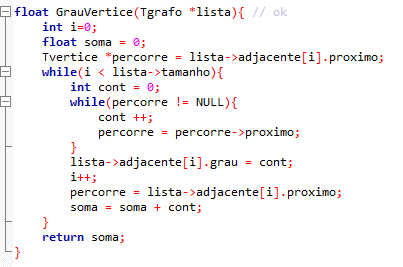 float GrauVertice(Tgrafo *lista){ // ok
    int i=0;
    float soma = 0;
    Tvertice *percorre = lista->adjacente[i].proximo;
    while(i < lista->tamanho){
        int cont = 0;
        while(percorre != NULL){
            cont ++;
            percorre = percorre->proximo;
        }
        lista->adjacente[i].grau = cont;
        i++;
        percorre = lista->adjacente[i].proximo;
        soma = soma + cont;
    }
    return soma;
}